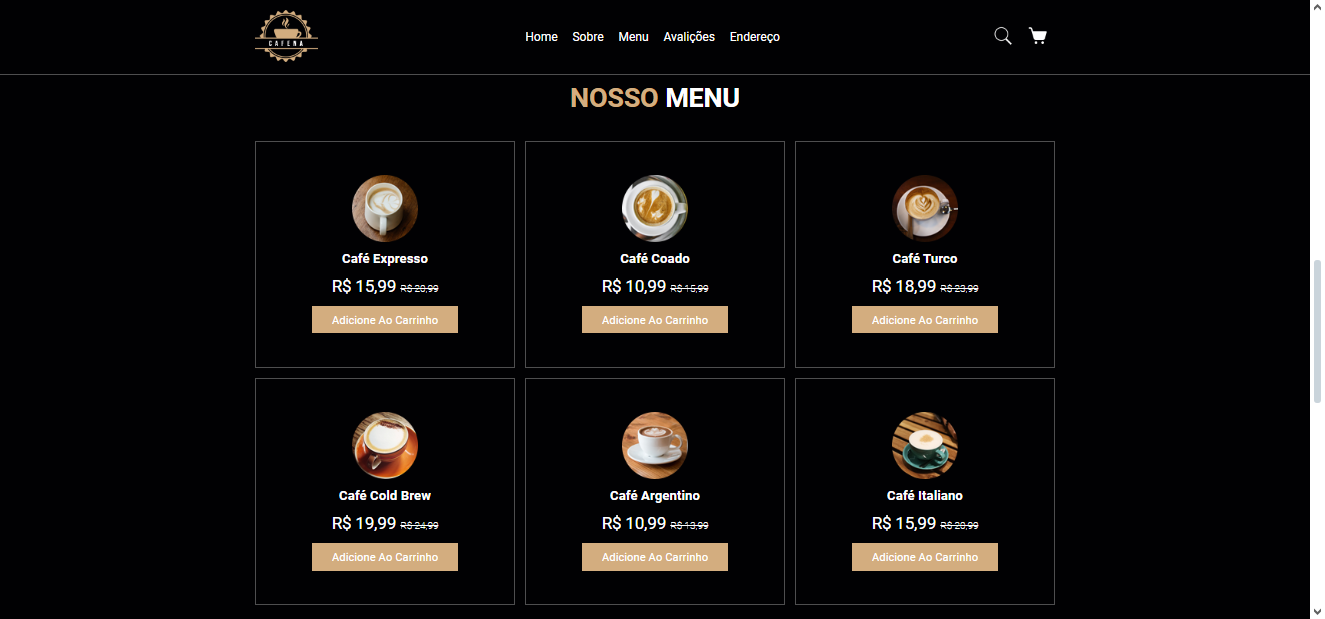 CAFENA
Home Sobre Menu Avalições Endereço
NOSSO MENU
Café Expresso
R$ 15,99 R$ 20,99
Adicione Ao Carrinho
Café Coado
R$ 10,99 R$ 15,99
Adicione Ao Carrinho
Café Turco
R$ 18,99 R$ 23,99
Adicione Ao Carrinho
Café Cold Brew
R$ 19,99 R$ 24,99
Adicione Ao Carrinho
Café Argentino
R$ 10,99 R$ 13,99
Adicione Ao Carrinho
Café Italiano
R$ 15,99 R$ 20,99
Adicione Ao Carrinho